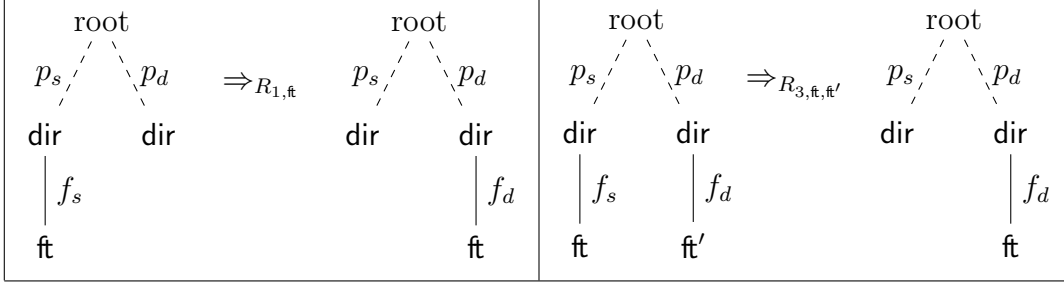 root root root root
p_s p_d ⇒_{R_{1,ft}} p_s p_d p_s p_d ⇒_{R_{3,ft,ft′}} p_s p_d
dir dir dir dir dir dir dir dir
f_s f_d f_s f_d f_d
ft ft ft ft′ ft